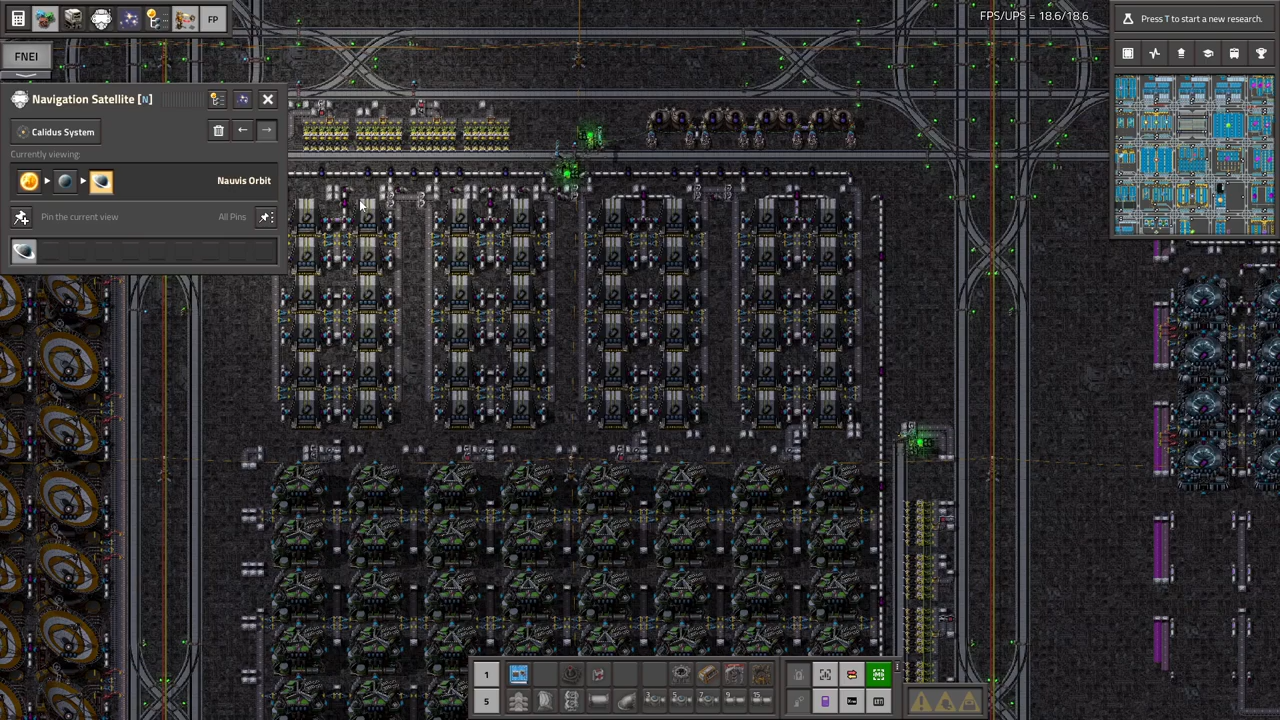 FP
FPS/UPS = 18.6/18.6
Press T to start a new research.
FNEI
Navigation Satellite [N]
Calidus System
Currently viewing:
Nauvis Orbit
Pin the current view
All Pins
1
5